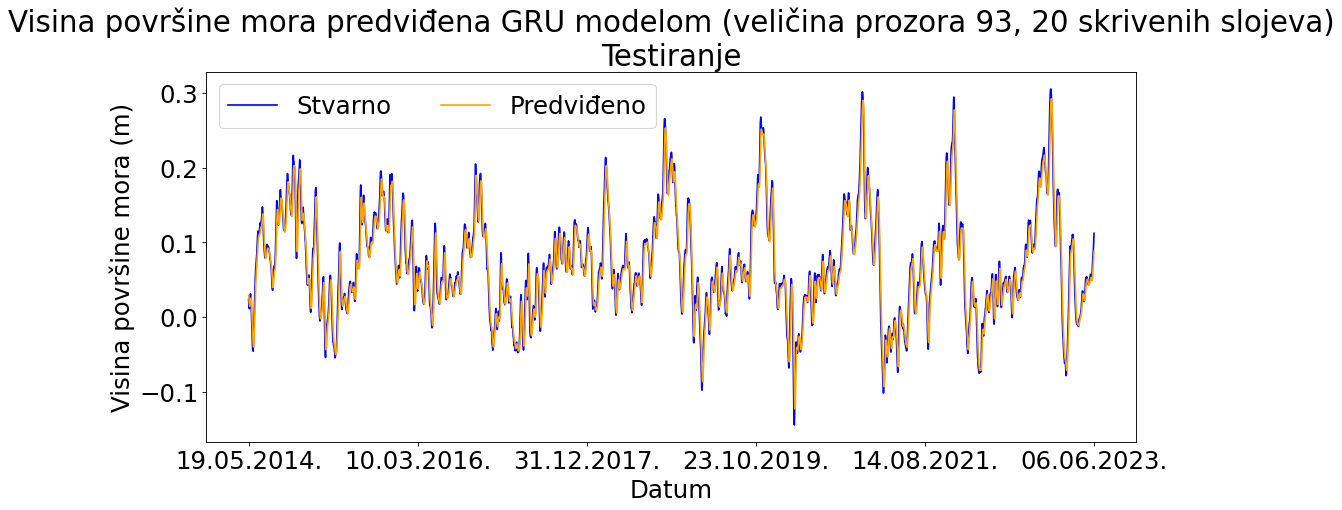 Visina površine mora predviđena GRU modelom (veličina prozora 93, 20 skrivenih slojeva)
Testiranje
Stvarno
Predviđeno
Visina površine mora (m)
0.3
0.2
0.1
0.0
−0.1
19.05.2014.
10.03.2016.
31.12.2017.
23.10.2019.
14.08.2021.
06.06.2023.
Datum